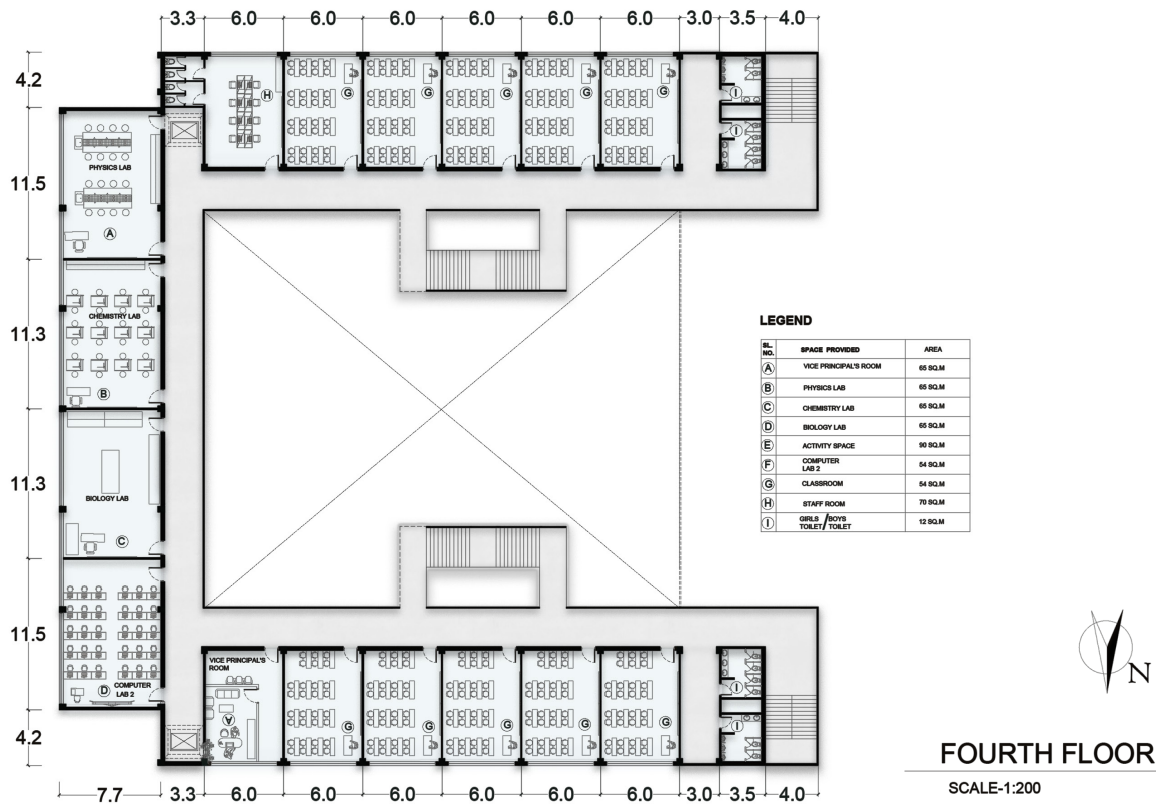 3.3 6.0 6.0 6.0 6.0 6.0 6.0 3.0 3.5 4.0
4.2
H G G G G G I
I
11.5
PHYSICS LAB
A
11.3
CHEMISTRY LAB
B
11.3
BIOLOGY LAB
C
11.5
COMPUTER
LAB 2
D
4.2
VICE PRINCIPAL'S
ROOM
A G G G G G I
I
7.7 3.3 6.0 6.0 6.0 6.0 6.0 6.0 3.0 3.5 4.0
LEGEND
SL. NO. SPACE PROVIDED AREA
A VICE PRINCIPAL'S ROOM 65 SQ.M
B PHYSICS LAB 65 SQ.M
C CHEMISTRY LAB 65 SQ.M
D BIOLOGY LAB 65 SQ.M
E ACTIVITY SPACE 90 SQ.M
F COMPUTER LAB 2 54 SQ.M
G CLASSROOM 54 SQ.M
H STAFF ROOM 70 SQ.M
I GIRLS TOILET / BOYS TOILET 12 SQ.M
N
FOURTH FLOOR
SCALE-1:200